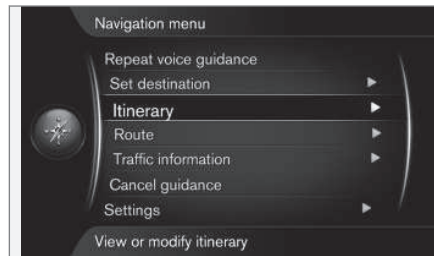 Navigation menu
Repeat voice guidance
Set destination
Itinerary
Route
Traffic information
Cancel guidance
Settings
View or modify itinerary